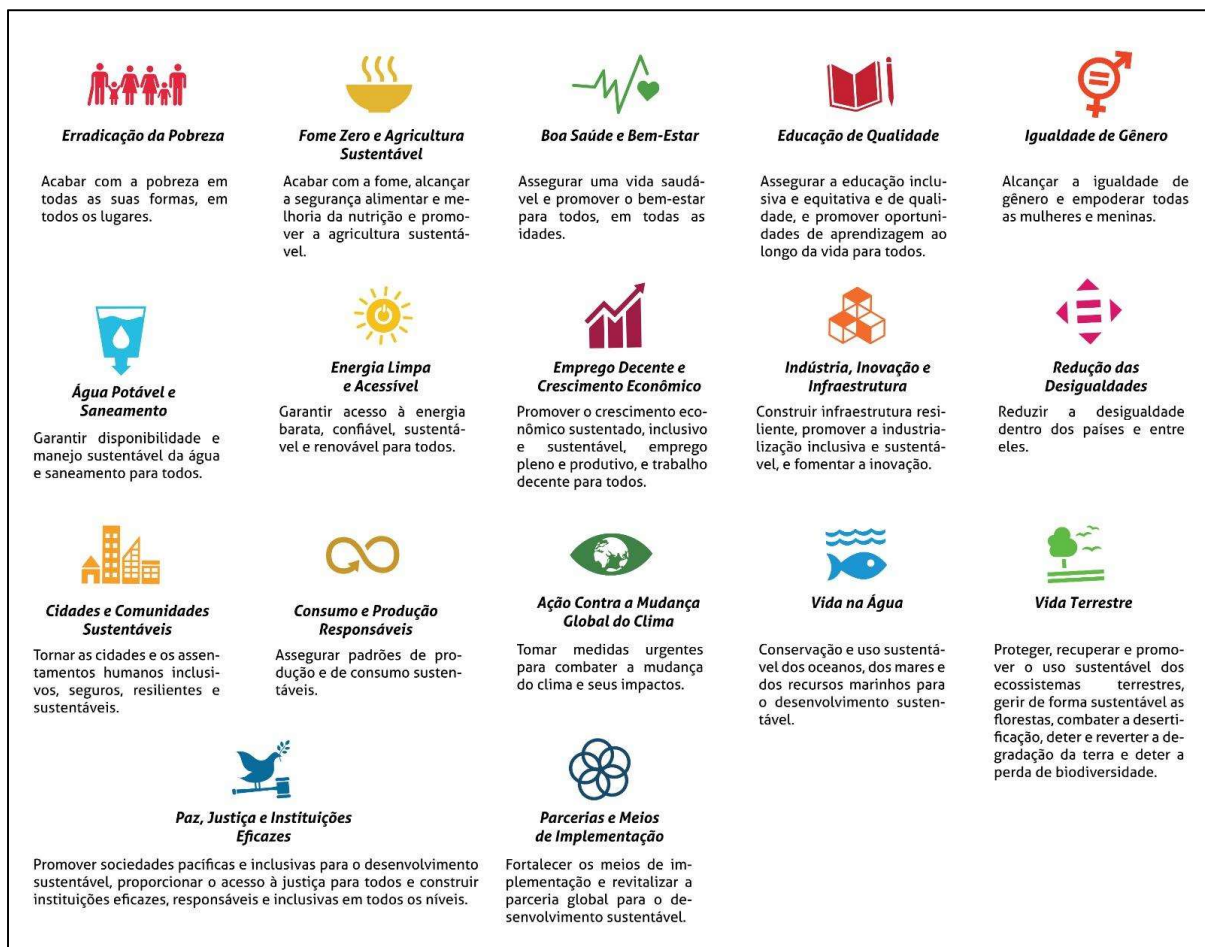 Erradicação da Pobreza
Acabar com a pobreza em
todas as suas formas, em
todos os lugares.
Fome Zero e Agricultura
Sustentável
Acabar com a fome, alcançar
a segurança alimentar e me-
lhoria da nutrição e promo-
ver a agricultura sustentá-
vel.
Boa Saúde e Bem-Estar
Assegurar uma vida saudá-
vel e promover o bem-estar
para todos, em todas as
idades.
Educação de Qualidade
Assegurar a educação inclu-
siva e equitativa e de quali-
dade, e promover oportuni-
dades de aprendizagem ao
longo da vida para todos.
Igualdade de Gênero
Alcançar a igualdade de
gênero e empoderar todas
as mulheres e meninas.
Água Potável e
Saneamento
Garantir disponibilidade e
manejo sustentável da água
e saneamento para todos.
Energia Limpa
e Acessível
Garantir acesso à energia
barata, confiável, sustentá-
vel e renovável para todos.
Emprego Decente e
Crescimento Econômico
Promover o crescimento eco-
nômico sustentado, inclusivo
e sustentável, emprego
pleno e produtivo, e trabalho
decente para todos.
Indústria, Inovação e
Infraestrutura
Construir infraestrutura resi-
liente, promover a industria-
lização inclusiva e sustentá-
vel, e fomentar a inovação.
Redução das
Desigualdades
Reduzir a desigualdade
dentro dos países e entre
eles.
Cidades e Comunidades
Sustentáveis
Tornar as cidades e os assen-
tamentos humanos inclusi-
vos, seguros, resilientes e
sustentáveis.
Consumo e Produção
Responsáveis
Assegurar padrões de pro-
dução e de consumo susten-
táveis.
Ação Contra a Mudança
Global do Clima
Tomar medidas urgentes
para combater a mudança
do clima e seus impactos.
Vida na Água
Conservação e uso sustentá-
vel dos oceanos, dos mares e
dos recursos marinhos para
o desenvolvimento susten-
tável.
Vida Terrestre
Proteger, recuperar e promo-
ver o uso sustentável dos
ecossistemas terrestres,
gerir de forma sustentável as
florestas, combater a deserti-
ficação, deter e reverter a de-
gradação da terra e deter a
perda de biodiversidade.
Paz, Justiça e Instituições
Eficazes
Promover sociedades pacíficas e inclusivas para o desenvolvimento
sustentável, proporcionar o acesso à justiça para todos e construir
instituições eficazes, responsáveis e inclusivas em todos os níveis.
Parcerias e Meios
de Implementação
Fortalecer os meios de im-
plementação e revitalizar a
parceria global para o de-
senvolvimento sustentável.